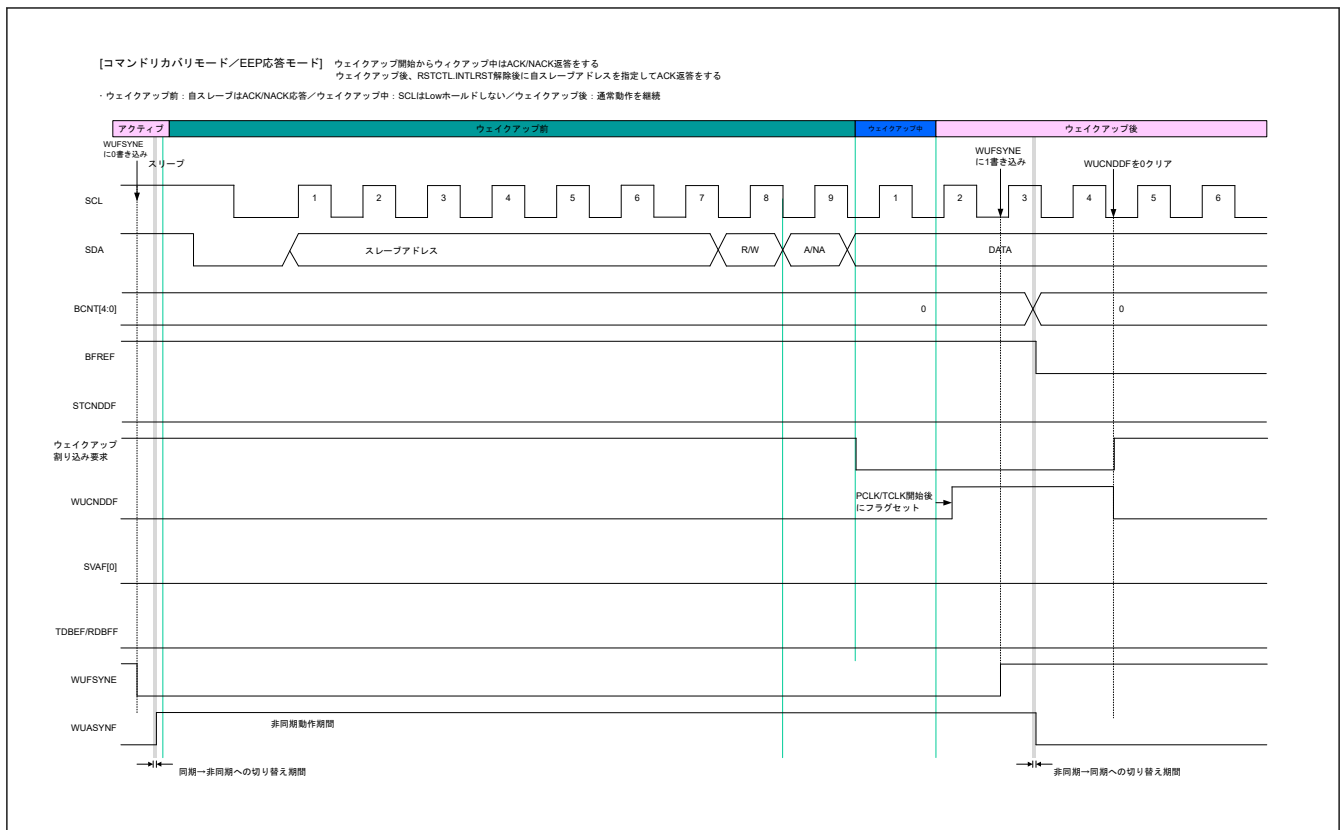 [コマンドリカバリモード／EEP応答モード] ウェイクアップ開始からウィクアップ中はACK/NACK返答をする
ウェイクアップ後、RSTCTL.INTLRST解除後に自スレーブアドレスを指定してACK返答をする
・ウェイクアップ前：自スレーブはACK/NACK応答／ウェイクアップ中：SCLはLowホールドしない／ウェイクアップ後：通常動作を継続
アクティブ ウェイクアップ前 ウェイクアップ中 ウェイクアップ後
WUFSYNE
に0書き込み
スリープ
WUFSYNE
に1書き込み
WUCNDDFを0クリア
SCL 1 2 3 4 5 6 7 8 9 1 2 3 4 5 6
SDA スレーブアドレス R/W A/NA DATA
BCNT[4:0] 0 0
BFREF
STCNDDF
ウェイクアップ
割り込み要求
WUCNDDF
PCLK/TCLK開始後
にフラグセット
SVAF[0]
TDBEF/RDBFF
WUFSYNE
WUASYNF 非同期動作期間
同期→非同期への切り替え期間 非同期→同期への切り替え期間